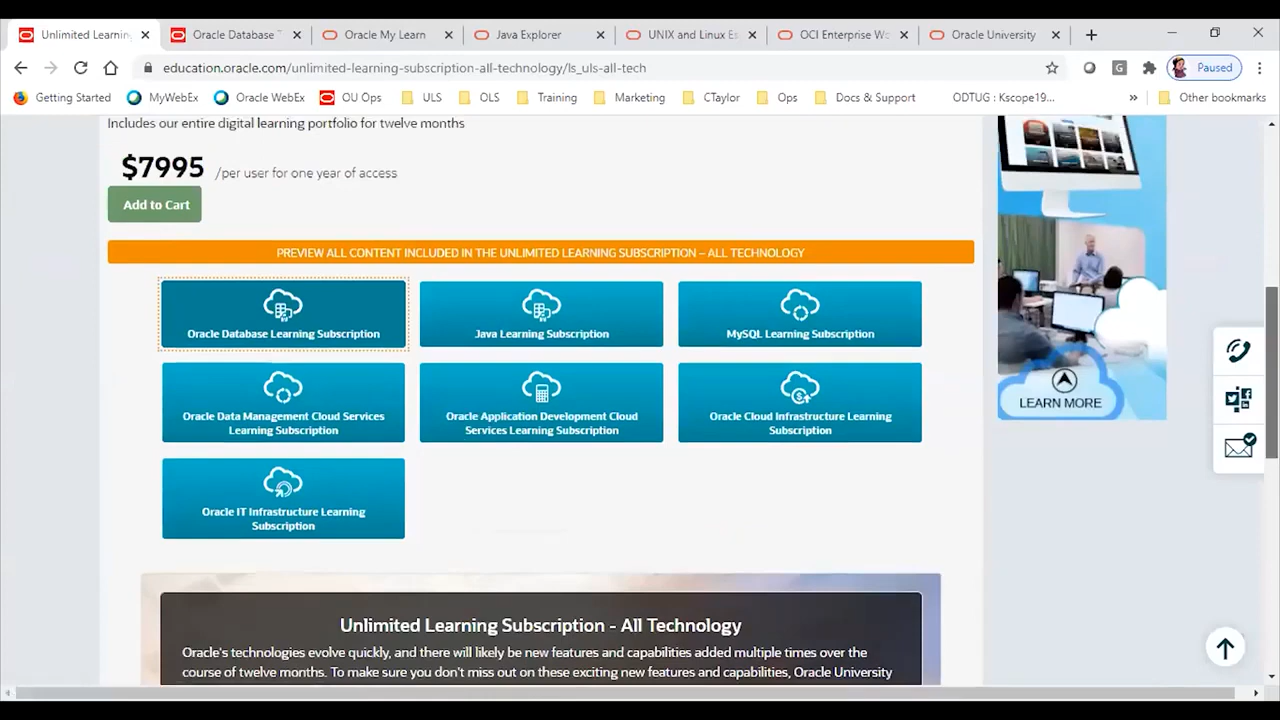 Unlimited Learnin
Oracle Database T
Oracle My Learn
Java Explorer
UNIX and Linux Es
OCI Enterprise Wo
Oracle University
education.oracle.com/unlimited-learning-subscription-all-technology/ls_uls-all-tech
G
Paused
Getting Started
MyWebEx
Oracle WebEx
OU Ops
ULS
OLS
Training
Marketing
CTaylor
Ops
Docs & Support
ODTUG : Kscope19...
»
Other bookmarks
Includes our entire digital learning portfolio for twelve months
$7995 /per user for one year of access
Add to Cart
PREVIEW ALL CONTENT INCLUDED IN THE UNLIMITED LEARNING SUBSCRIPTION – ALL TECHNOLOGY
Oracle Database Learning Subscription
Java Learning Subscription
MySQL Learning Subscription
Oracle Data Management Cloud Services
Learning Subscription
Oracle Application Development Cloud
Services Learning Subscription
Oracle Cloud Infrastructure Learning
Subscription
Oracle IT Infrastructure Learning
Subscription
LEARN MORE
Unlimited Learning Subscription - All Technology
Oracle's technologies evolve quickly, and there will likely be new features and capabilities added multiple times over the
course of twelve months. To make sure you don't miss out on these exciting new features and capabilities, Oracle University